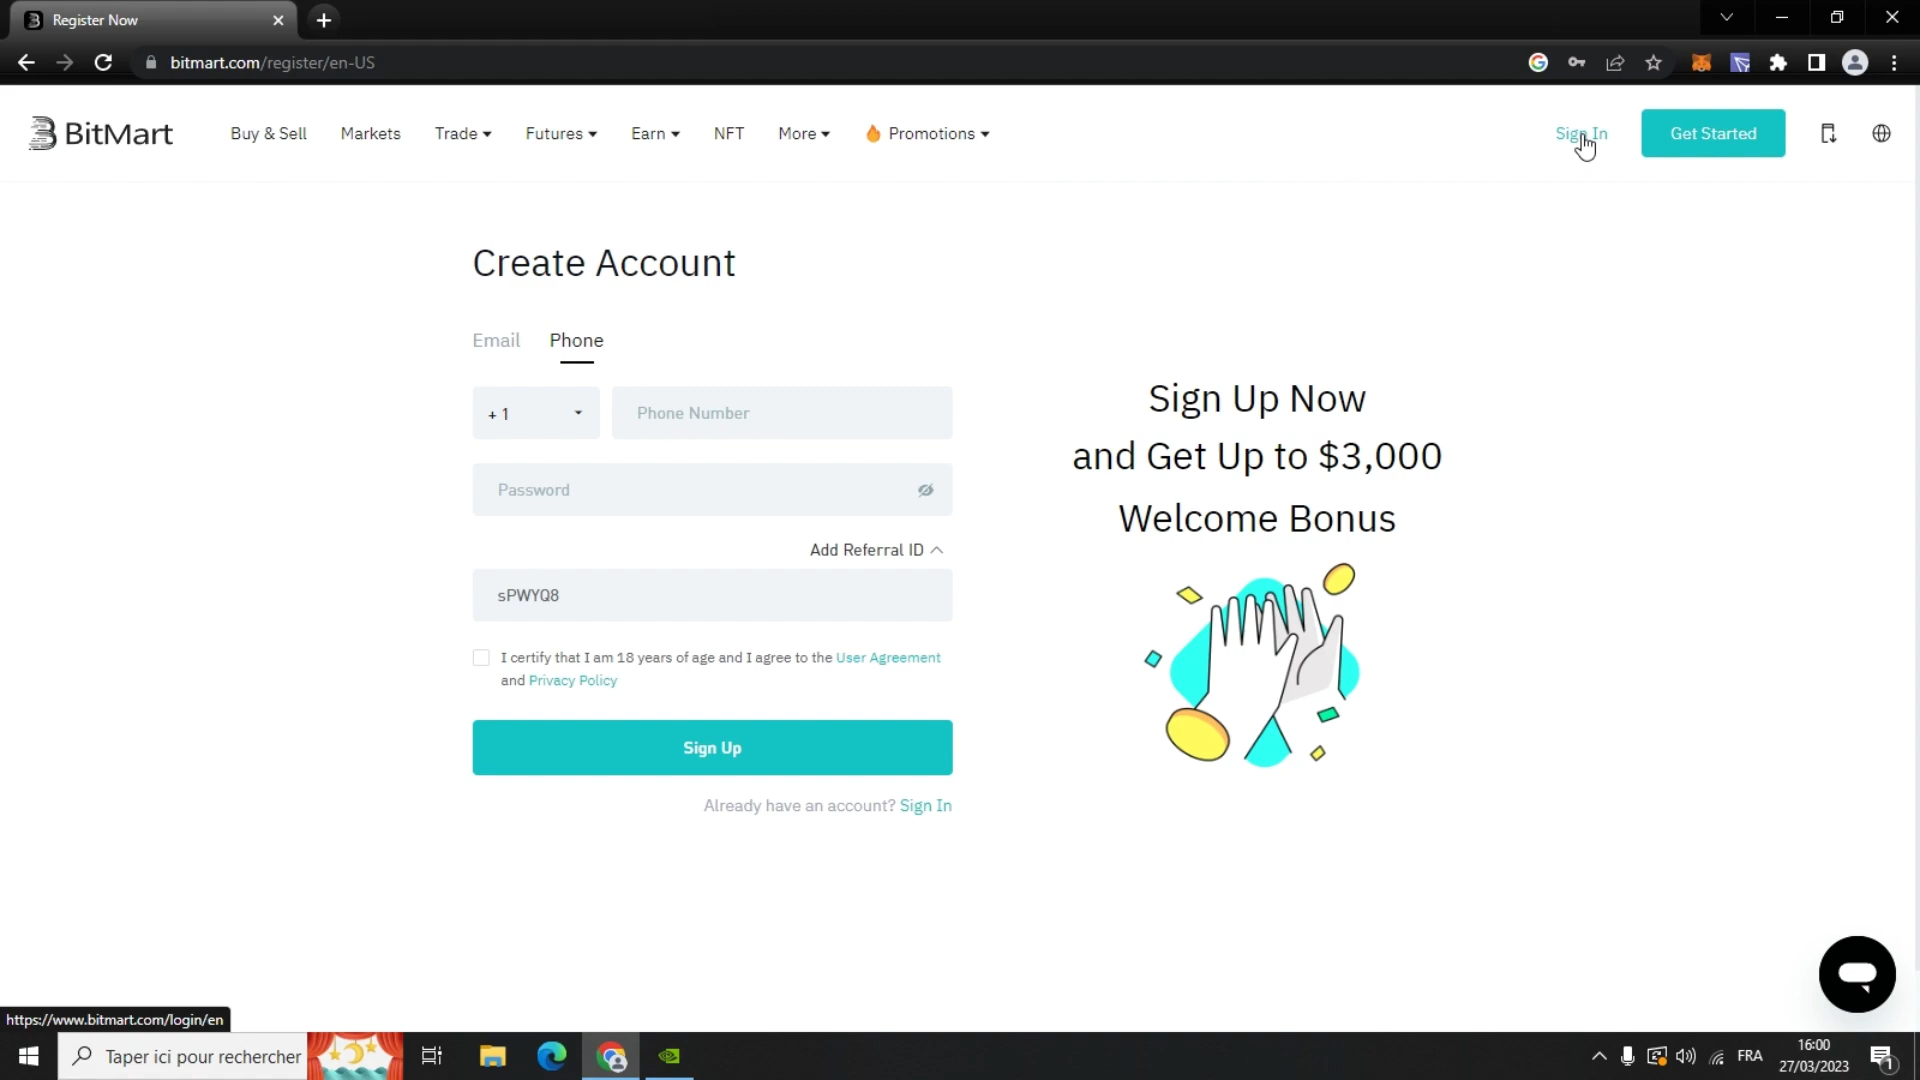 Register Now
bitmart.com/register/en-US
BitMart
Buy & Sell Markets Trade Futures Earn NFT More Promotions
Sign In Get Started
Create Account
Email Phone
+ 1 Phone Number
Password
Add Referral ID
sPWYQ8
I certify that I am 18 years of age and I agree to the User Agreement
and Privacy Policy
Sign Up
Already have an account? Sign In
Sign Up Now
and Get Up to $3,000
Welcome Bonus
https://www.bitmart.com/login/en
Taper ici pour rechercher
FRA
16:00
27/03/2023
1